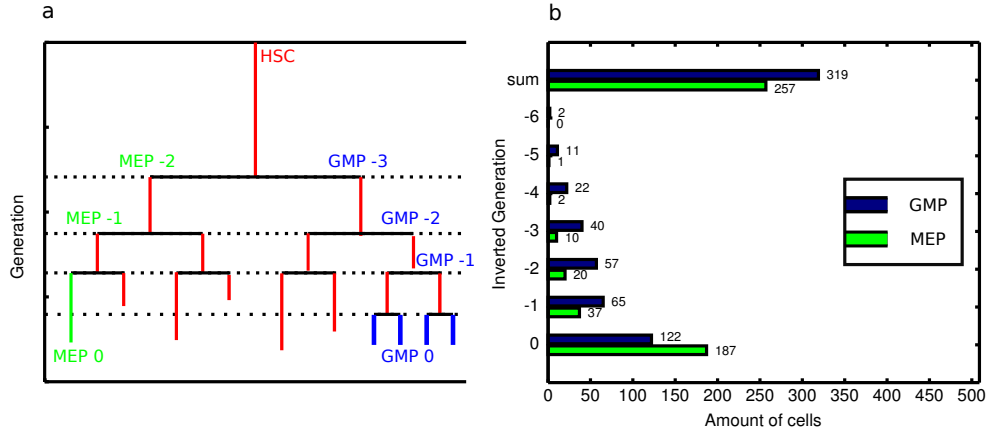 a
HSC
MEP -2
GMP -3
MEP -1
GMP -2
GMP -1
MEP 0
GMP 0
Generation
b
sum
319
257
-6
2
0
-5
11
1
-4
22
2
-3
40
10
-2
57
20
-1
65
37
0
122
187
GMP
MEP
Inverted Generation
0 50 100 150 200 250 300 350 400 450 500
Amount of cells